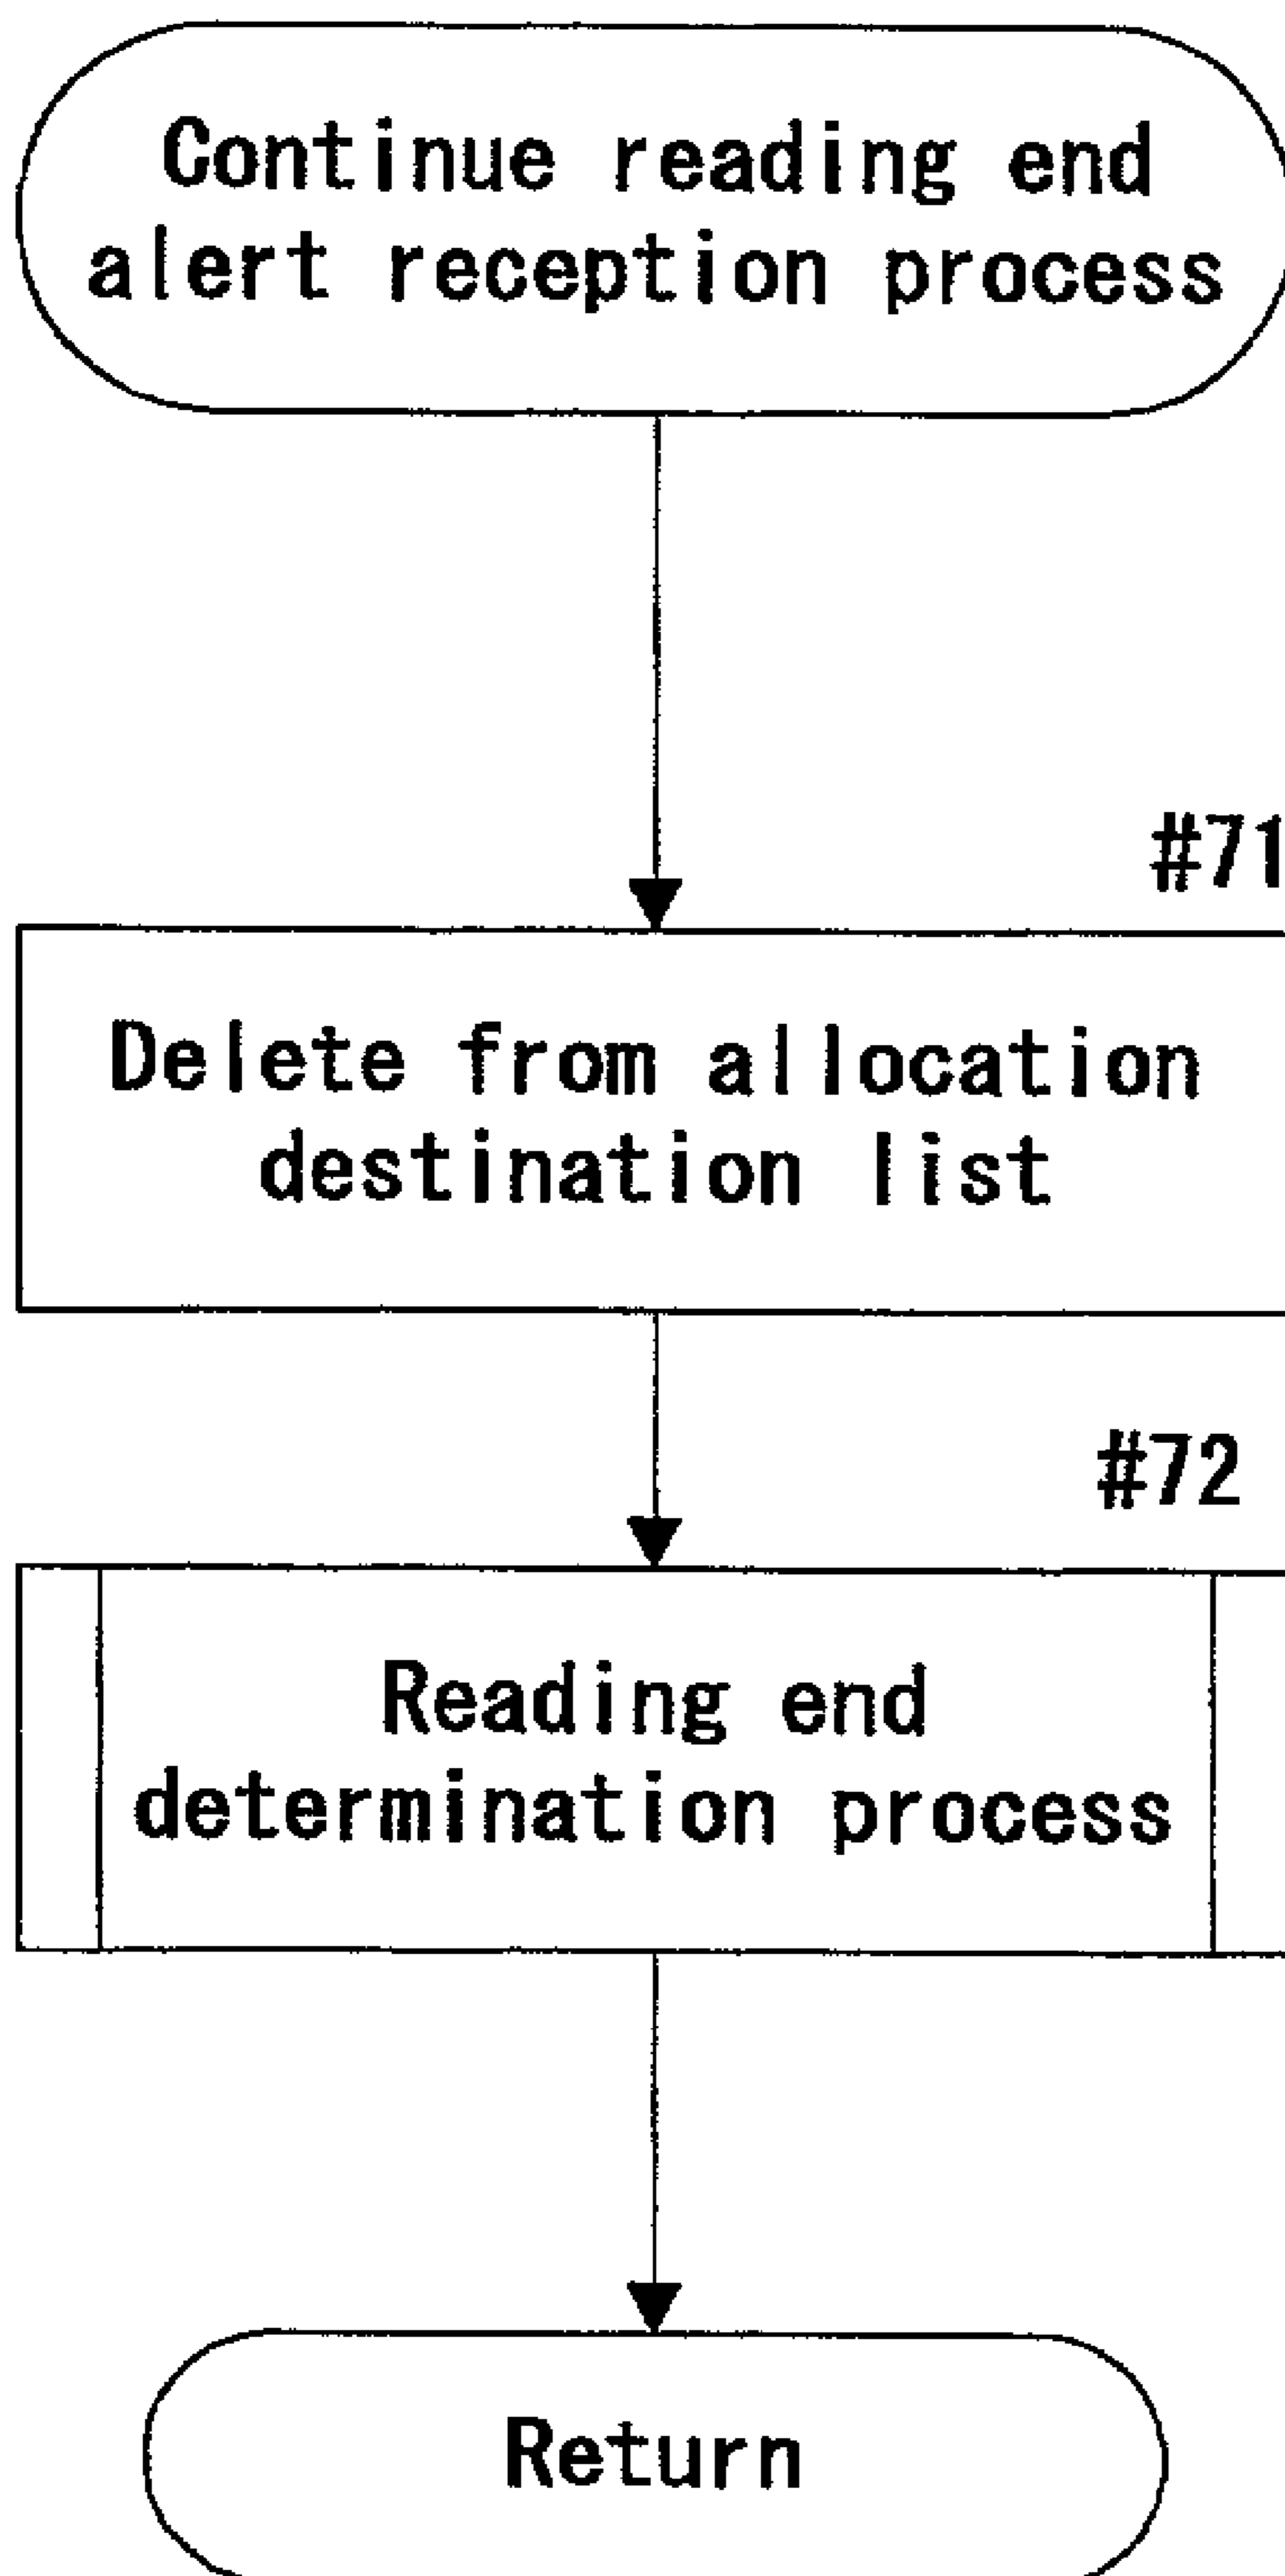 Continue reading end
alert reception process
#71
Delete from allocation
destination list
#72
Reading end
determination process
Return